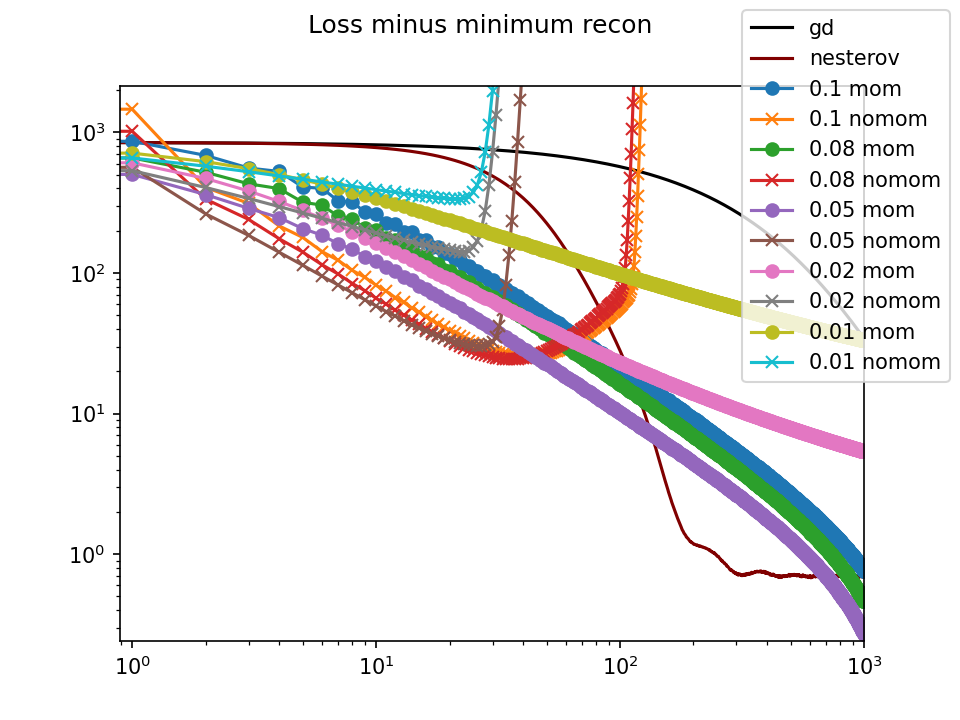 Loss minus minimum recon
gd
nesterov
0.1 mom
0.1 nomom
0.08 mom
0.08 nomom
0.05 mom
0.05 nomom
0.02 mom
0.02 nomom
0.01 mom
0.01 nomom
10³
10²
10¹
10⁰
10⁰ 10¹ 10² 10³